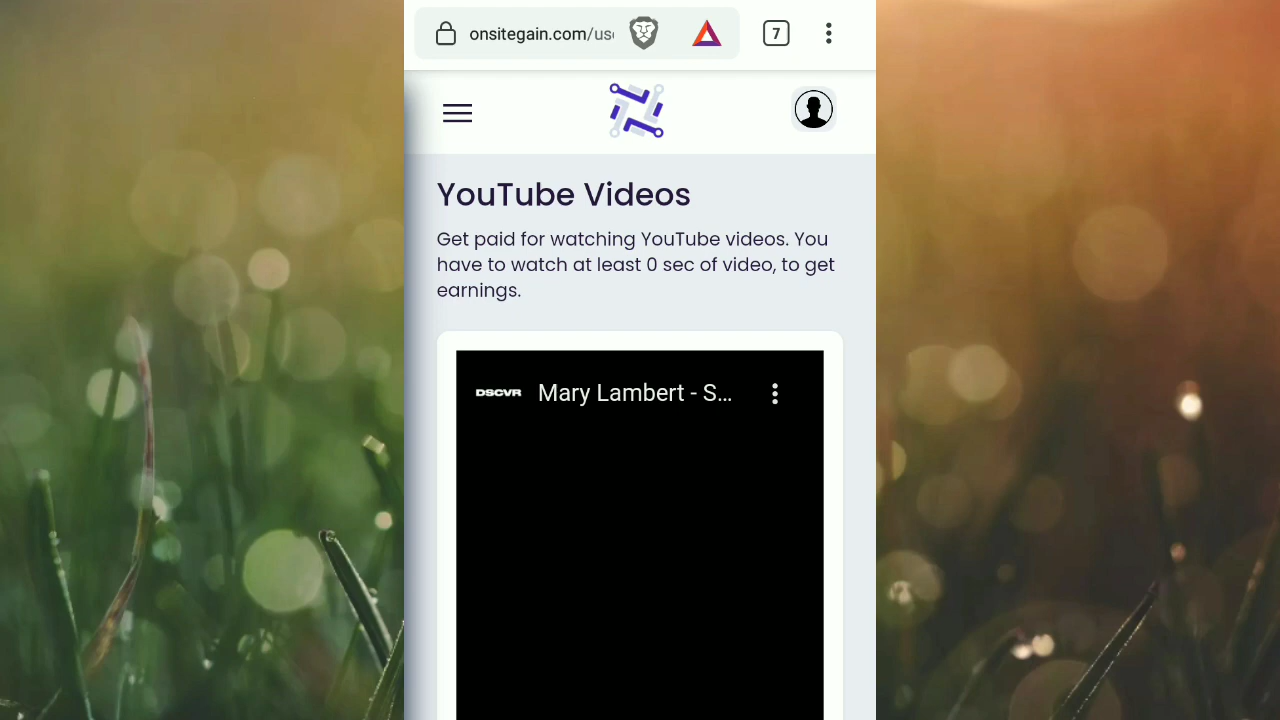 onsitegain.com/us
7
YouTube Videos
Get paid for watching YouTube videos. You
have to watch at least 0 sec of video, to get
earnings.
DSCVR Mary Lambert - S...